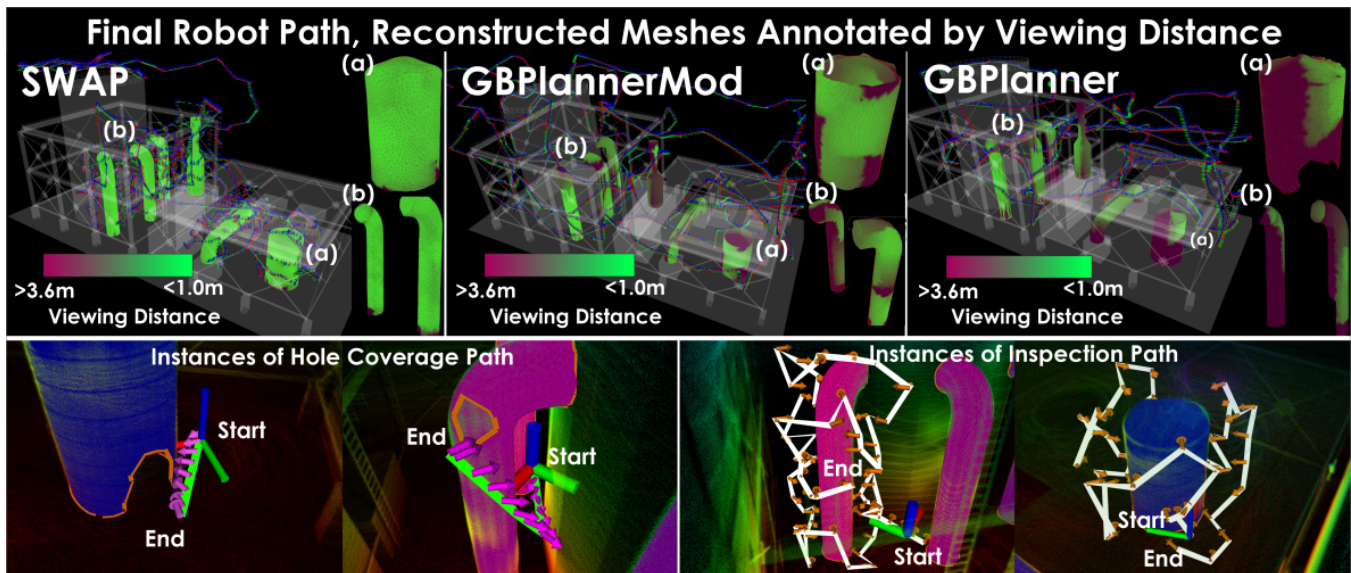 Final Robot Path, Reconstructed Meshes Annotated by Viewing Distance
SWAP
(a)
(b)
(b)
(a)
>3.6m
<1.0m
Viewing Distance
GBPlannerMod
(a)
(b)
(b)
(a)
>3.6m
<1.0m
Viewing Distance
GBPlanner
(a)
(b)
(b)
(a)
>3.6m
<1.0m
Viewing Distance
Instances of Hole Coverage Path
Start
End
End
Start
Instances of Inspection Path
End
Start
Start
End